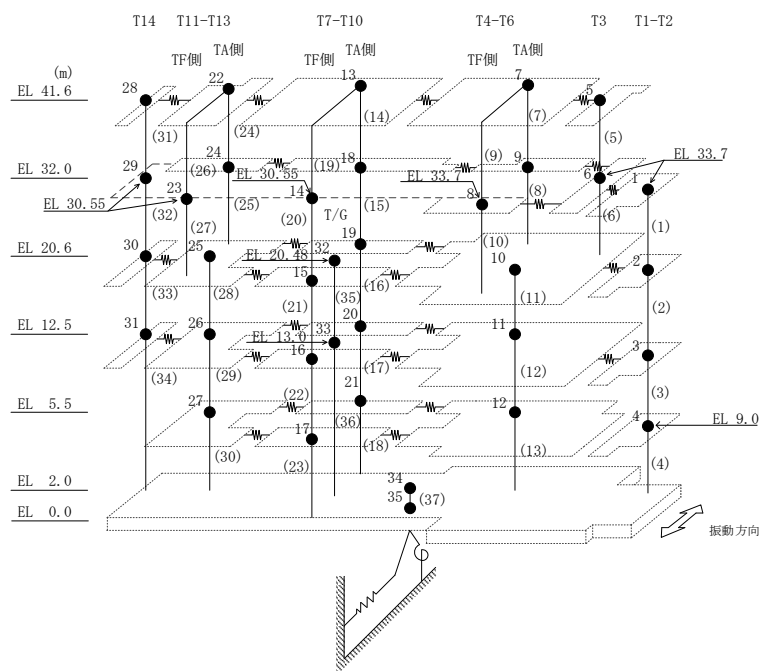 T14 T11-T13 T7-T10 T4-T6 T3 T1-T2
TF側 TA側 TF側 TA側 TF側 TA側
(m)
EL 41.6 28 22 13 7 5
(31) (24) (14) (7) (5)
EL 32.0 29 24 18 9 6 EL 33.7
(26) (19) (9)
EL 30.55 EL 33.7
23 14 8 1
EL 30.55 (32) (25) (15) (8) (6)
(27) (20) T/G (10) (1)
EL 20.6 30 25 32 19 10 2
EL 20.48
15
(33) (28) (35) (16) (11) (2)
(21)
EL 12.5 31 26 33 20 11 3
EL 13.0
16
(34) (29) (17) (12) (3)
(22)
EL 5.5 27 21 12 4
(36) EL 9.0
17
(30) (18) (13) (4)
(23)
EL 2.0 34
35 (37)
EL 0.0
振動方向